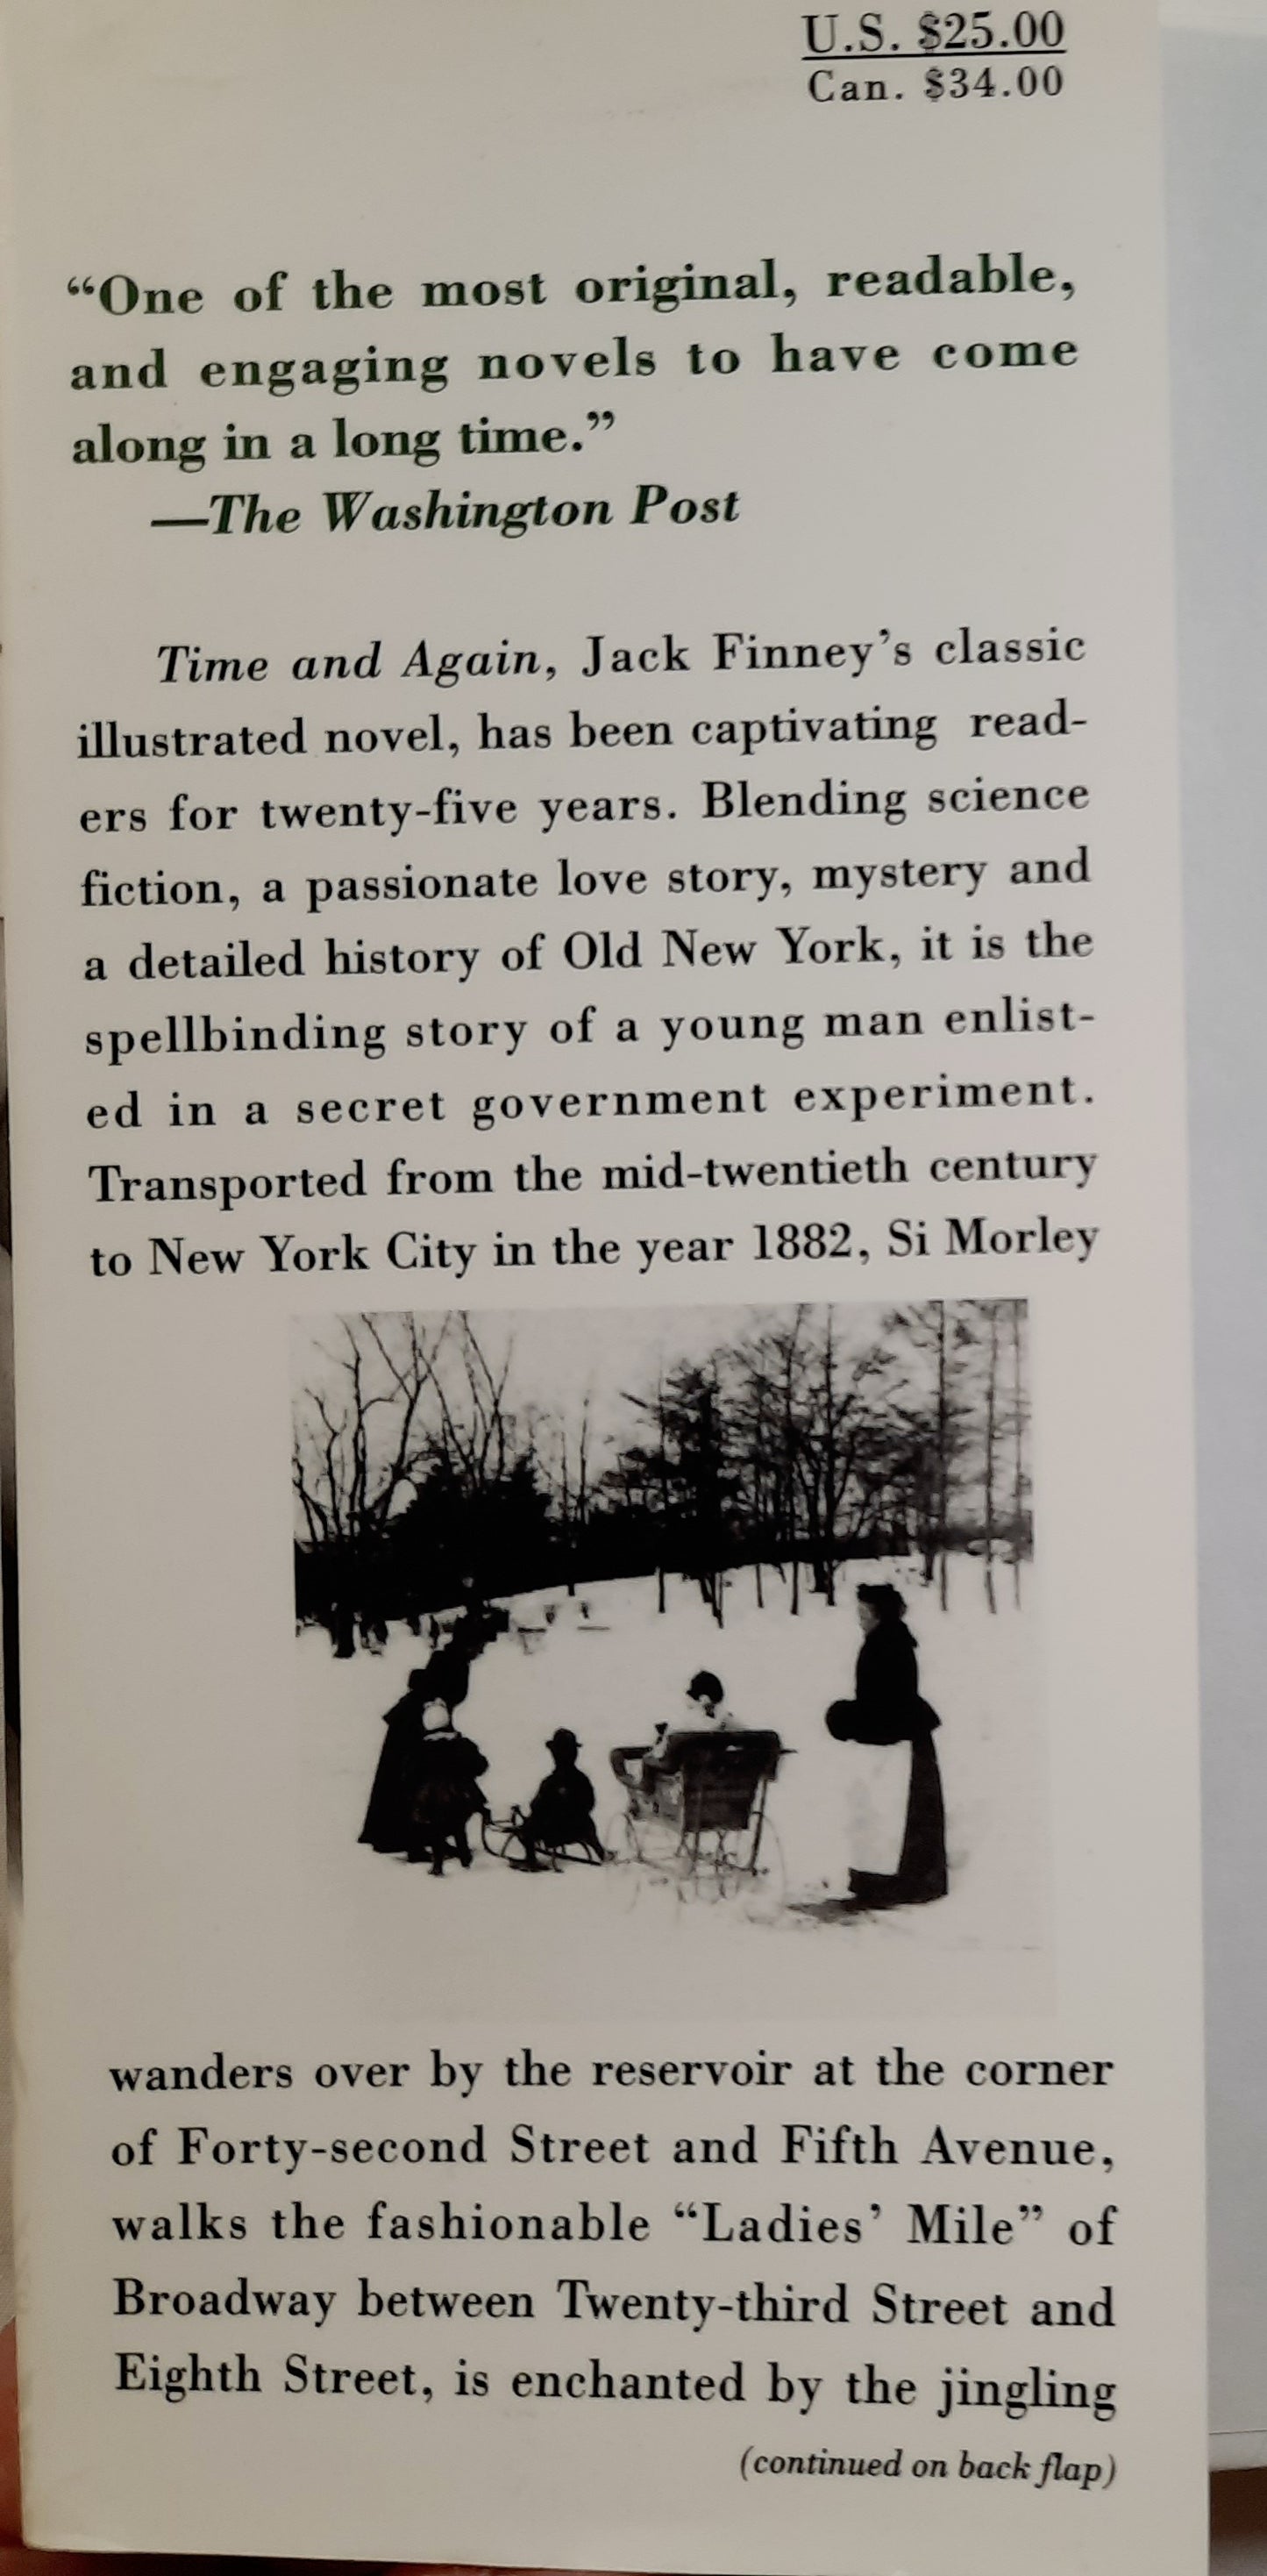 U.S. $25.00
Can. $34.00
“One of the most original, readable,
and engaging novels to have come
along in a long time.”
—The Washington Post
Time and Again, Jack Finney’s classic
illustrated novel, has been captivating read-
ers for twenty-five years. Blending science
fiction, a passionate love story, mystery and
a detailed history of Old New York, it is the
spellbinding story of a young man enlist-
ed in a secret government experiment.
Transported from the mid-twentieth century
to New York City in the year 1882, Si Morley
wanders over by the reservoir at the corner
of Forty-second Street and Fifth Avenue,
walks the fashionable “Ladies’ Mile” of
Broadway between Twenty-third Street and
Eighth Street, is enchanted by the jingling
(continued on back flap)